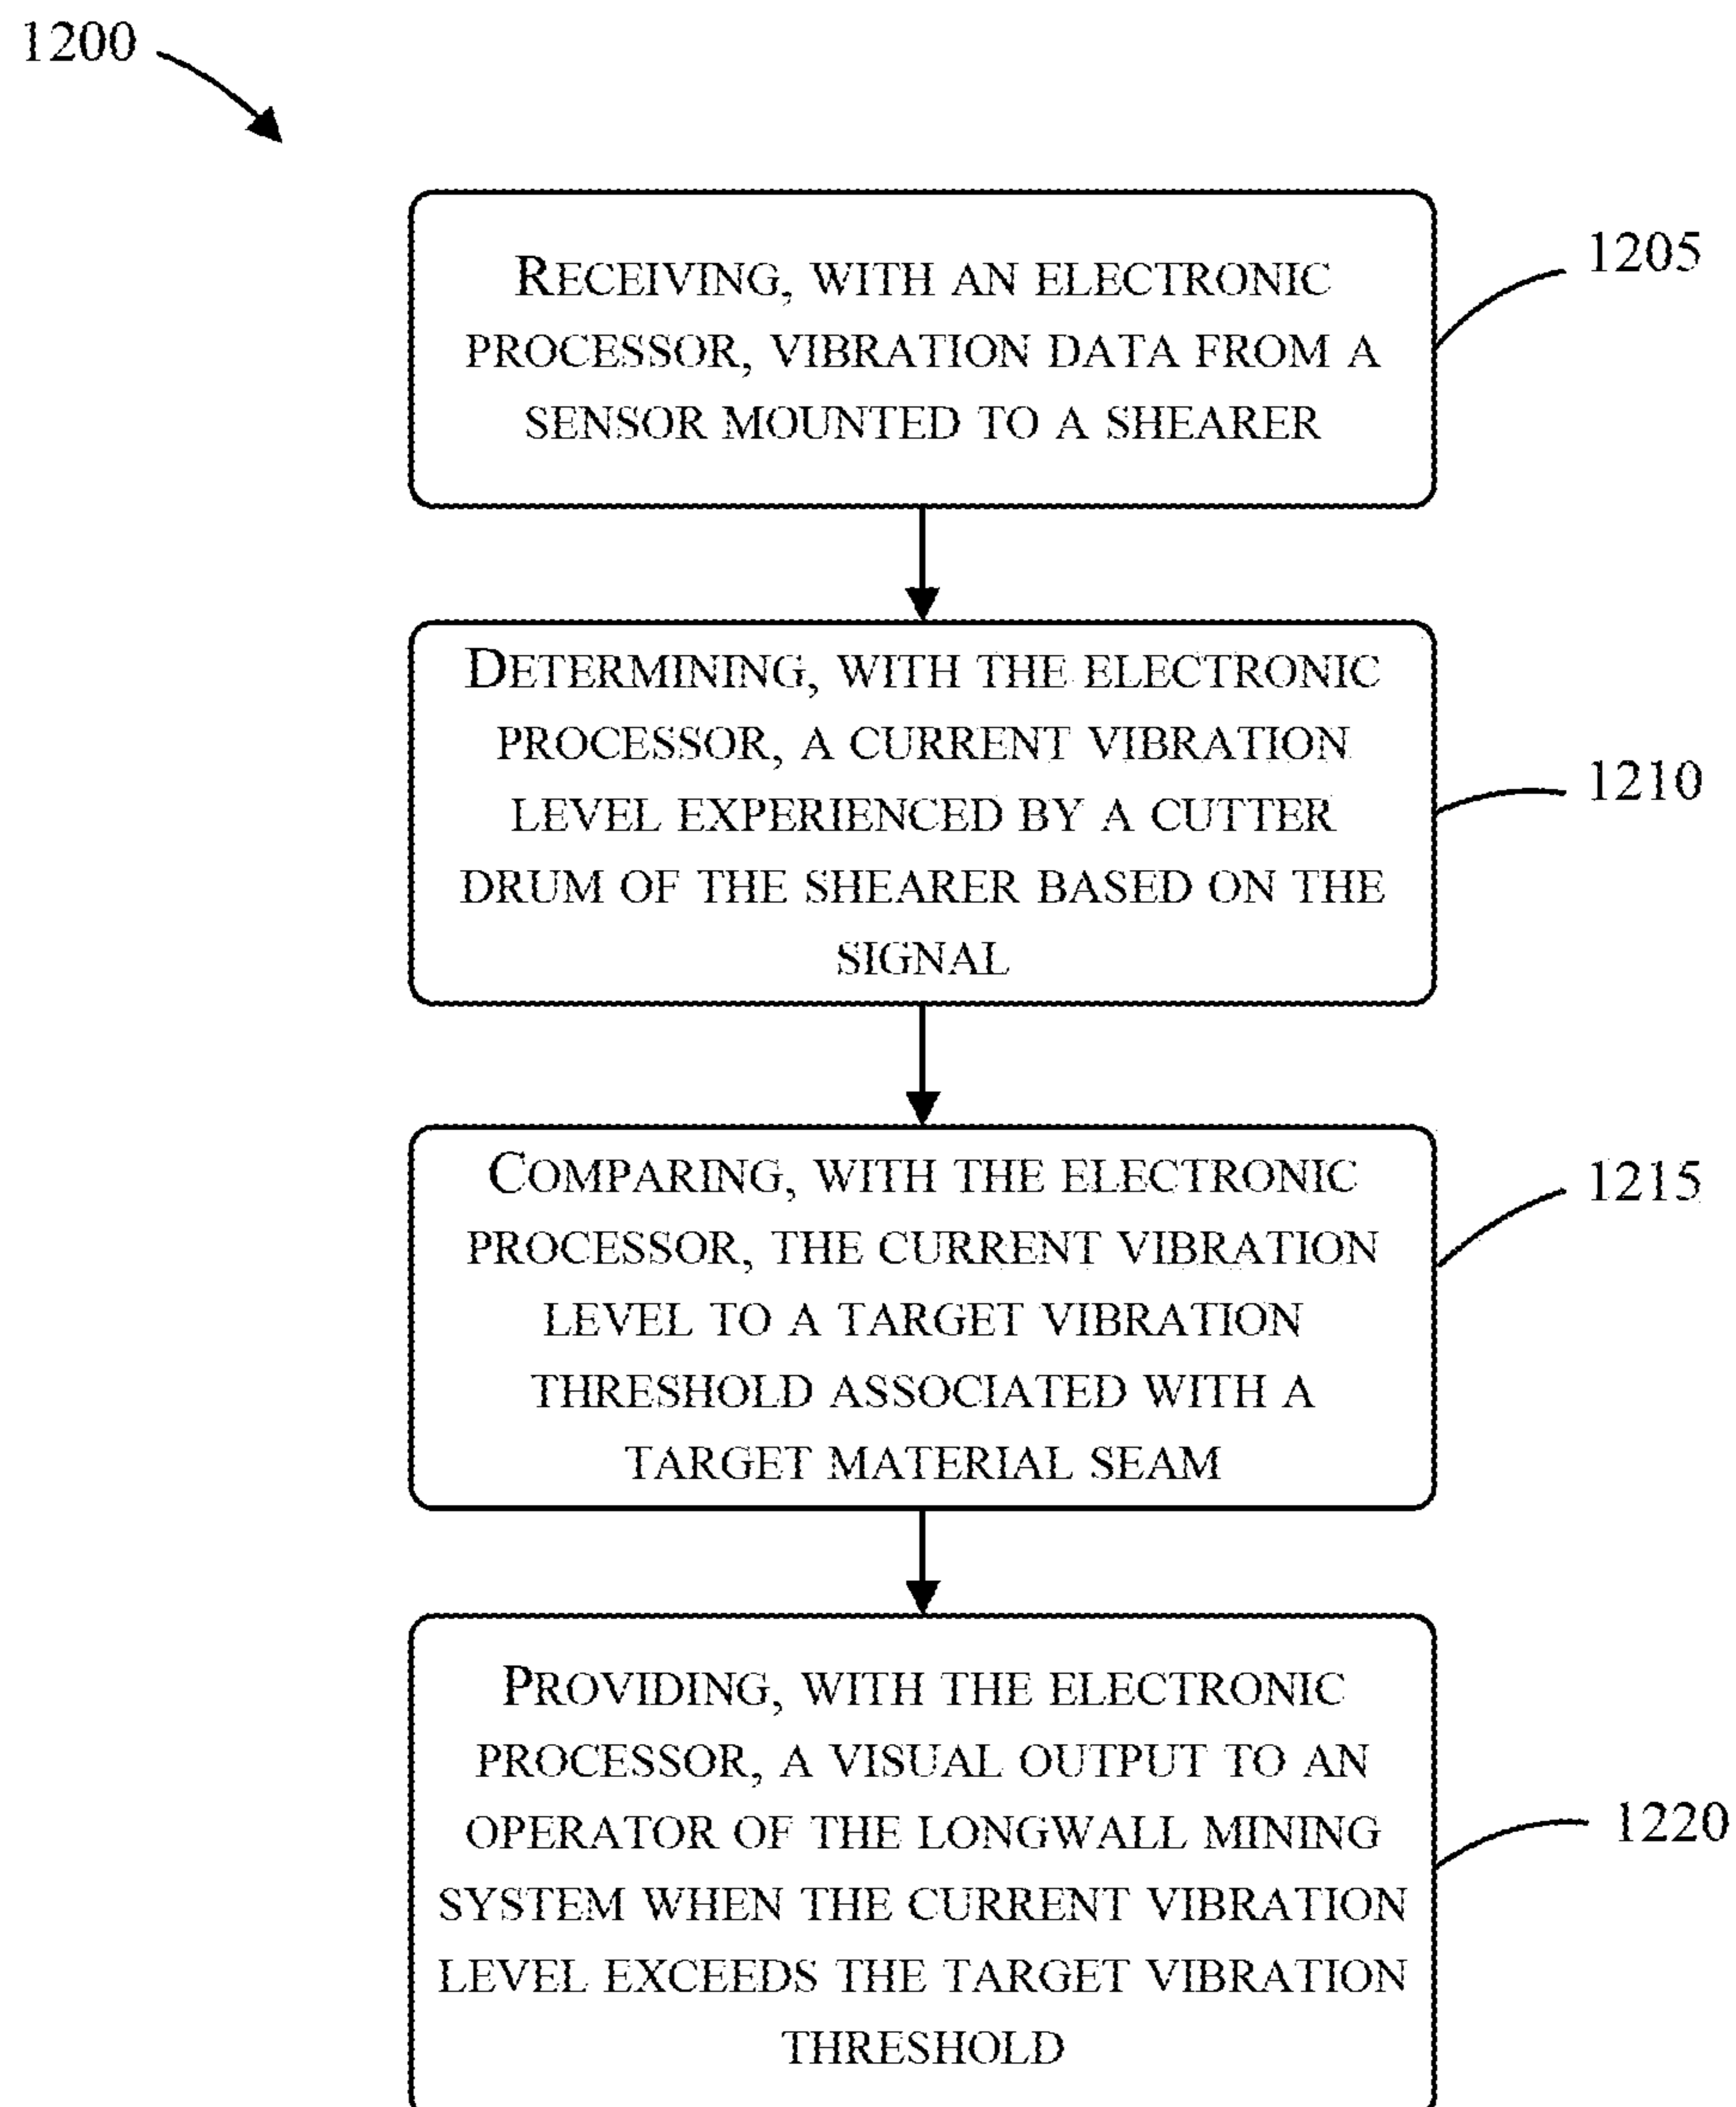 1200
RECEIVING, WITH AN ELECTRONIC
PROCESSOR, VIBRATION DATA FROM A
SENSOR MOUNTED TO A SHEARER
1205
DETERMINING, WITH THE ELECTRONIC
PROCESSOR, A CURRENT VIBRATION
LEVEL EXPERIENCED BY A CUTTER
DRUM OF THE SHEARER BASED ON THE
SIGNAL
1210
COMPARING, WITH THE ELECTRONIC
PROCESSOR, THE CURRENT VIBRATION
LEVEL TO A TARGET VIBRATION
THRESHOLD ASSOCIATED WITH A
TARGET MATERIAL SEAM
1215
PROVIDING, WITH THE ELECTRONIC
PROCESSOR, A VISUAL OUTPUT TO AN
OPERATOR OF THE LONGWALL MINING
SYSTEM WHEN THE CURRENT VIBRATION
LEVEL EXCEEDS THE TARGET VIBRATION
THRESHOLD
1220